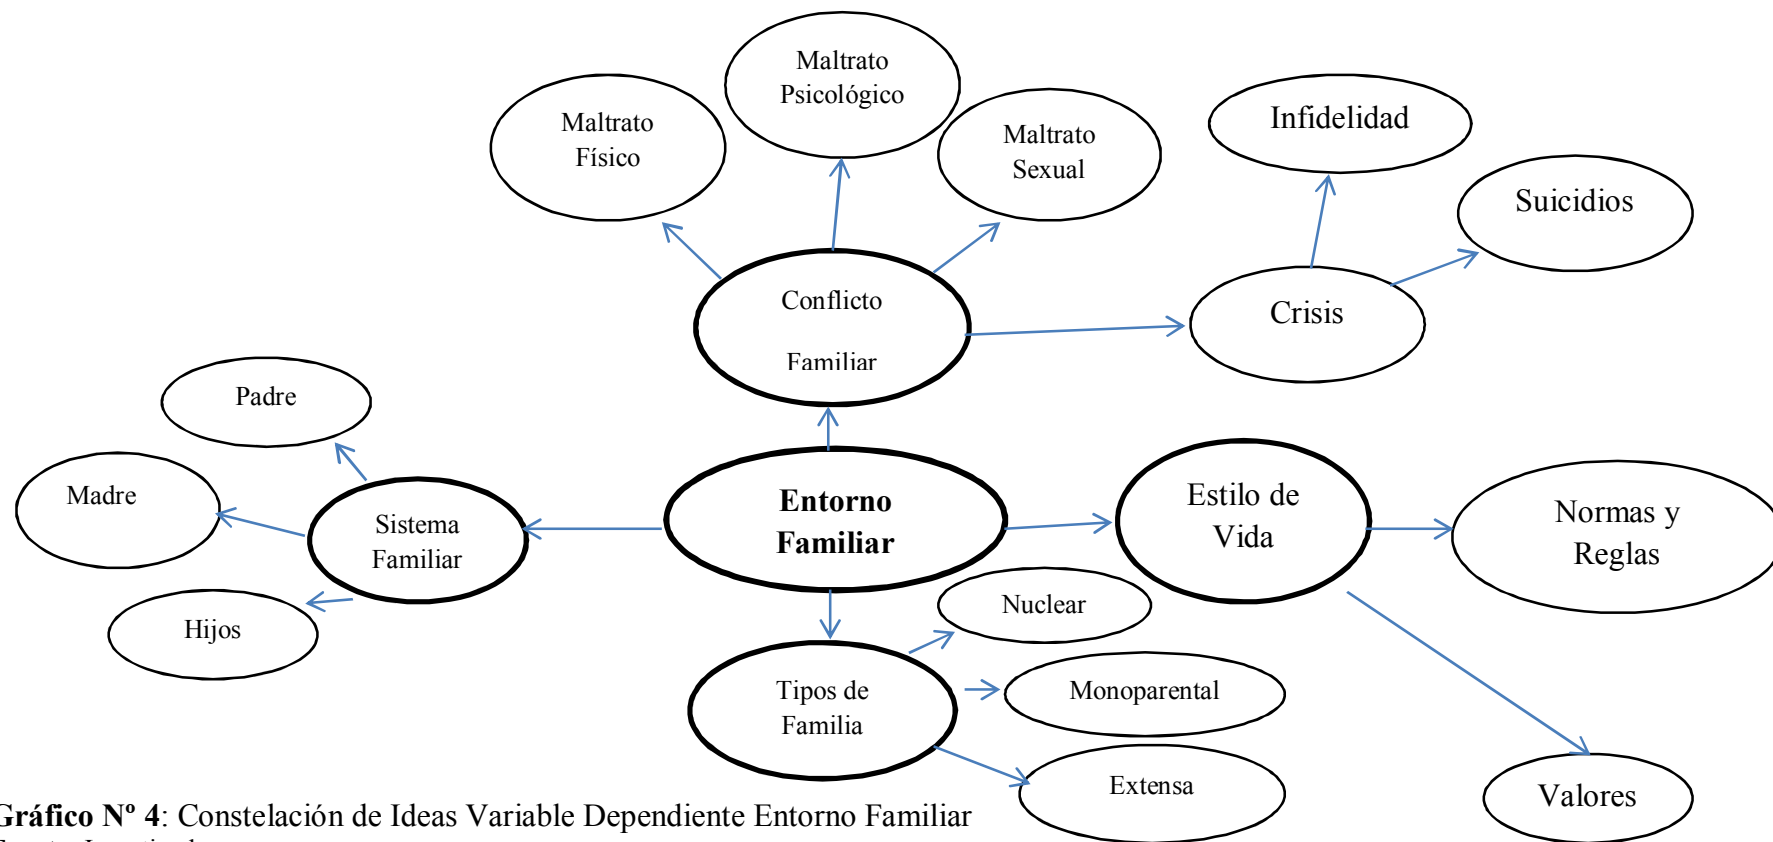 Maltrato
Psicológico
Maltrato
Físico
Maltrato
Sexual
Infidelidad
Suicidios
Conflicto
Familiar
Crisis
Padre
Madre
Sistema
Familiar
Hijos
Entorno
Familiar
Estilo de
Vida
Normas y
Reglas
Nuclear
Tipos de
Familia
Monoparental
Extensa
Valores
Gráfico Nº 4: Constelación de Ideas Variable Dependiente Entorno Familiar